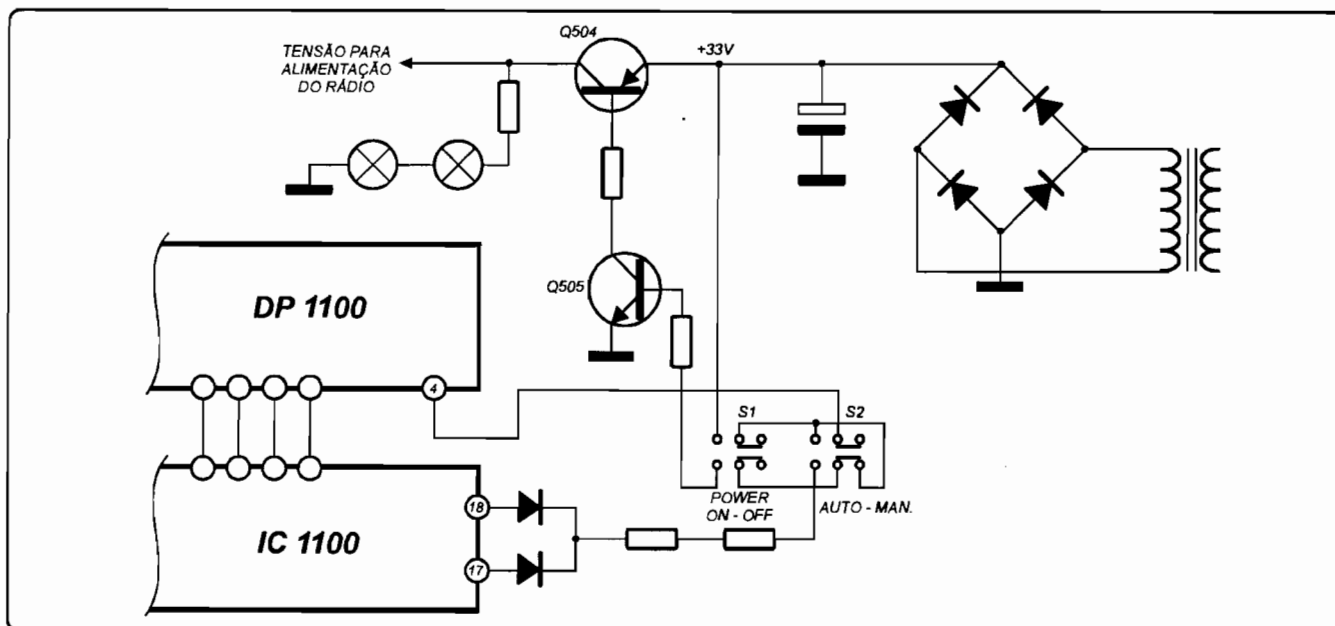 Q504
+33V
TENSÃO PARA
ALIMENTAÇÃO
DO RÁDIO
Q505
DP 1100
4
S1
S2
POWER
ON - OFF
AUTO - MAN.
18
IC 1100
17